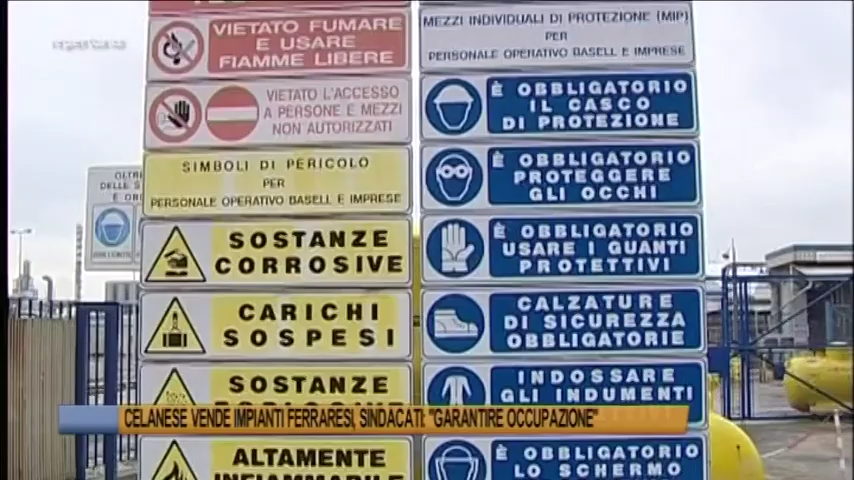 VIETATO FUMARE
E USARE
FIAMME LIBERE
VIETATO L'ACCESSO
A PERSONE E MEZZI
NON AUTORIZZATI
SIMBOLI DI PERICOLO
PER
PERSONALE OPERATIVO BASELL E IMPRESE
SOSTANZE
CORROSIVE
CARICHI
SOSPESI
SOSTANZE
ALTAMENTE
INFIAMMABILE
MEZZI INDIVIDUALI DI PROTEZIONE (MIP)
PER
PERSONALE OPERATIVO BASELL E IMPRESE
È OBBLIGATORIO
IL CASCO
DI PROTEZIONE
È OBBLIGATORIO
PROTEGGERE
GLI OCCHI
È OBBLIGATORIO
USARE I GUANTI
PROTETTIVI
CALZATURE
DI SICUREZZA
OBBLIGATORIE
INDOSSARE
GLI INDUMENTI
È OBBLIGATORIO
LO SCHERMO
OLTRE
DELLE S
È OB
CELANESE VENDE IMPIANTI FERRARESI, SINDACATI: "GARANTIRE OCCUPAZIONE"